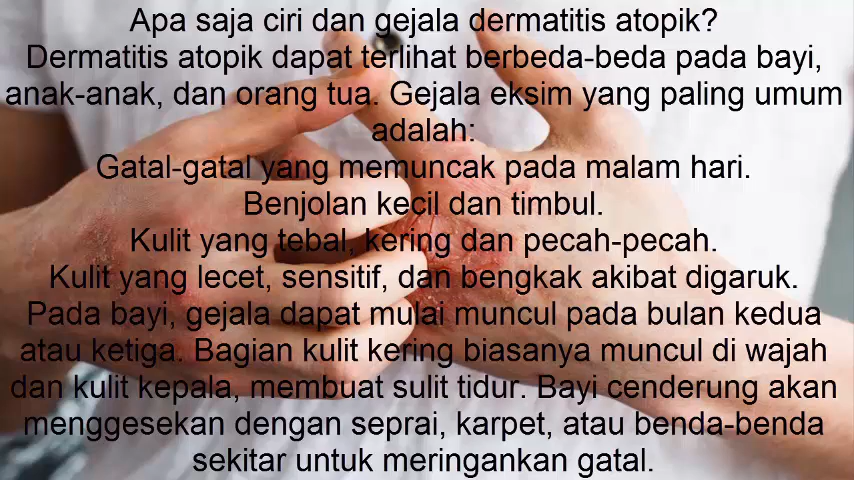 Apa saja ciri dan gejala dermatitis atopik?
Dermatitis atopik dapat terlihat berbeda-beda pada bayi,
anak-anak, dan orang tua. Gejala eksim yang paling umum
adalah:
Gatal-gatal yang memuncak pada malam hari.
Benjolan kecil dan timbul.
Kulit yang tebal, kering dan pecah-pecah.
Kulit yang lecet, sensitif, dan bengkak akibat digaruk.
Pada bayi, gejala dapat mulai muncul pada bulan kedua
atau ketiga. Bagian kulit kering biasanya muncul di wajah
dan kulit kepala, membuat sulit tidur. Bayi cenderung akan
menggesekan dengan seprai, karpet, atau benda-benda
sekitar untuk meringankan gatal.